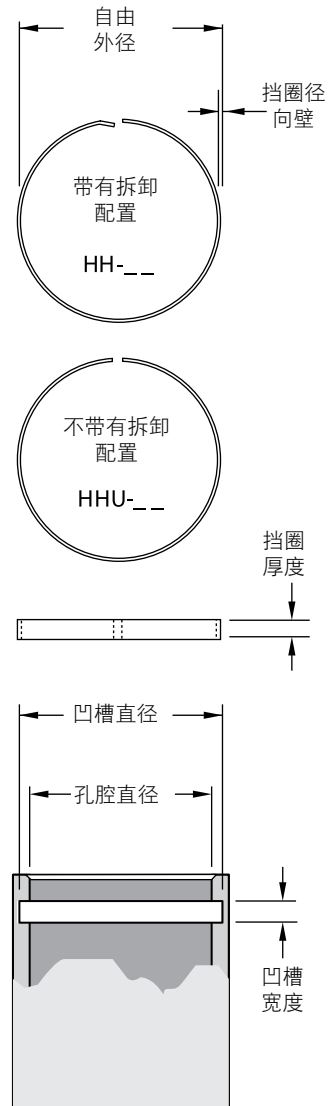 自由
外径
挡圈径
向壁
带有拆卸
配置
HH-_ _
不带有拆卸
配置
HHU-_ _
挡圈
厚度
凹槽直径
孔腔直径
凹槽
宽度